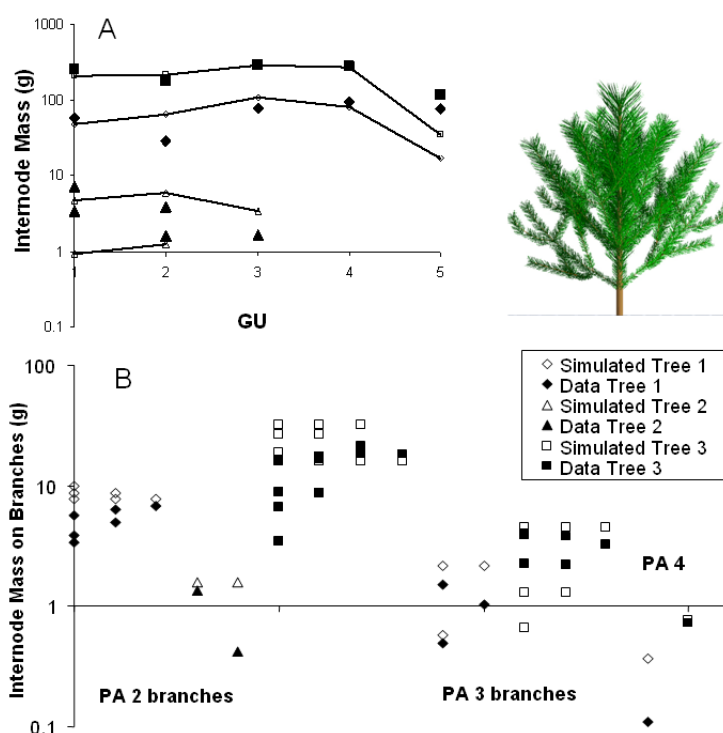 A
Internode Mass (g)
1000
100
10
1
0.1
1 2 3 4 5
GU
B
Internode Mass on Branches (g)
100
10
1
0.1
Simulated Tree 1
Data Tree 1
Simulated Tree 2
Data Tree 2
Simulated Tree 3
Data Tree 3
PA 4
PA 2 branches
PA 3 branches